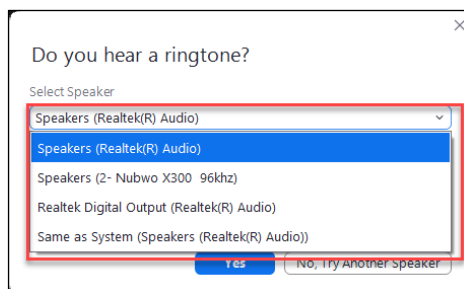 Do you hear a ringtone?
Select Speaker
Speakers (Realtek(R) Audio)
Speakers (Realtek(R) Audio)
Speakers (2- Nubwo X300  96khz)
Realtek Digital Output (Realtek(R) Audio)
Same as System (Speakers (Realtek(R) Audio))
Yes
No, Try Another Speaker